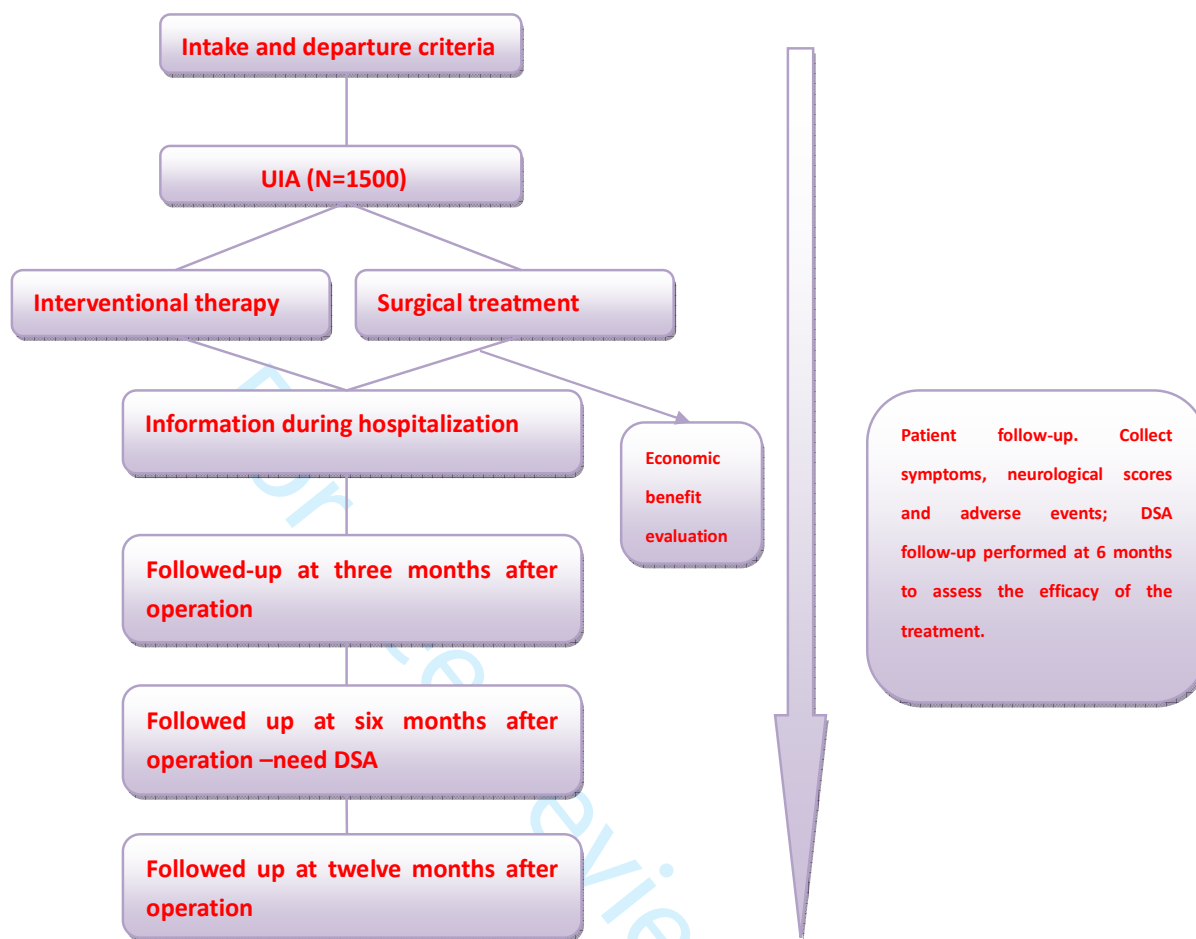 Intake and departure criteria
UIA (N=1500)
Interventional therapy
Surgical treatment
Information during hospitalization
Economic
benefit
evaluation
Patient follow-up. Collect
symptoms, neurological scores
and adverse events; DSA
follow-up performed at 6 months
to assess the efficacy of the
treatment.
Followed-up at three months after
operation
Followed up at six months after
operation –need DSA
Followed up at twelve months after
operation